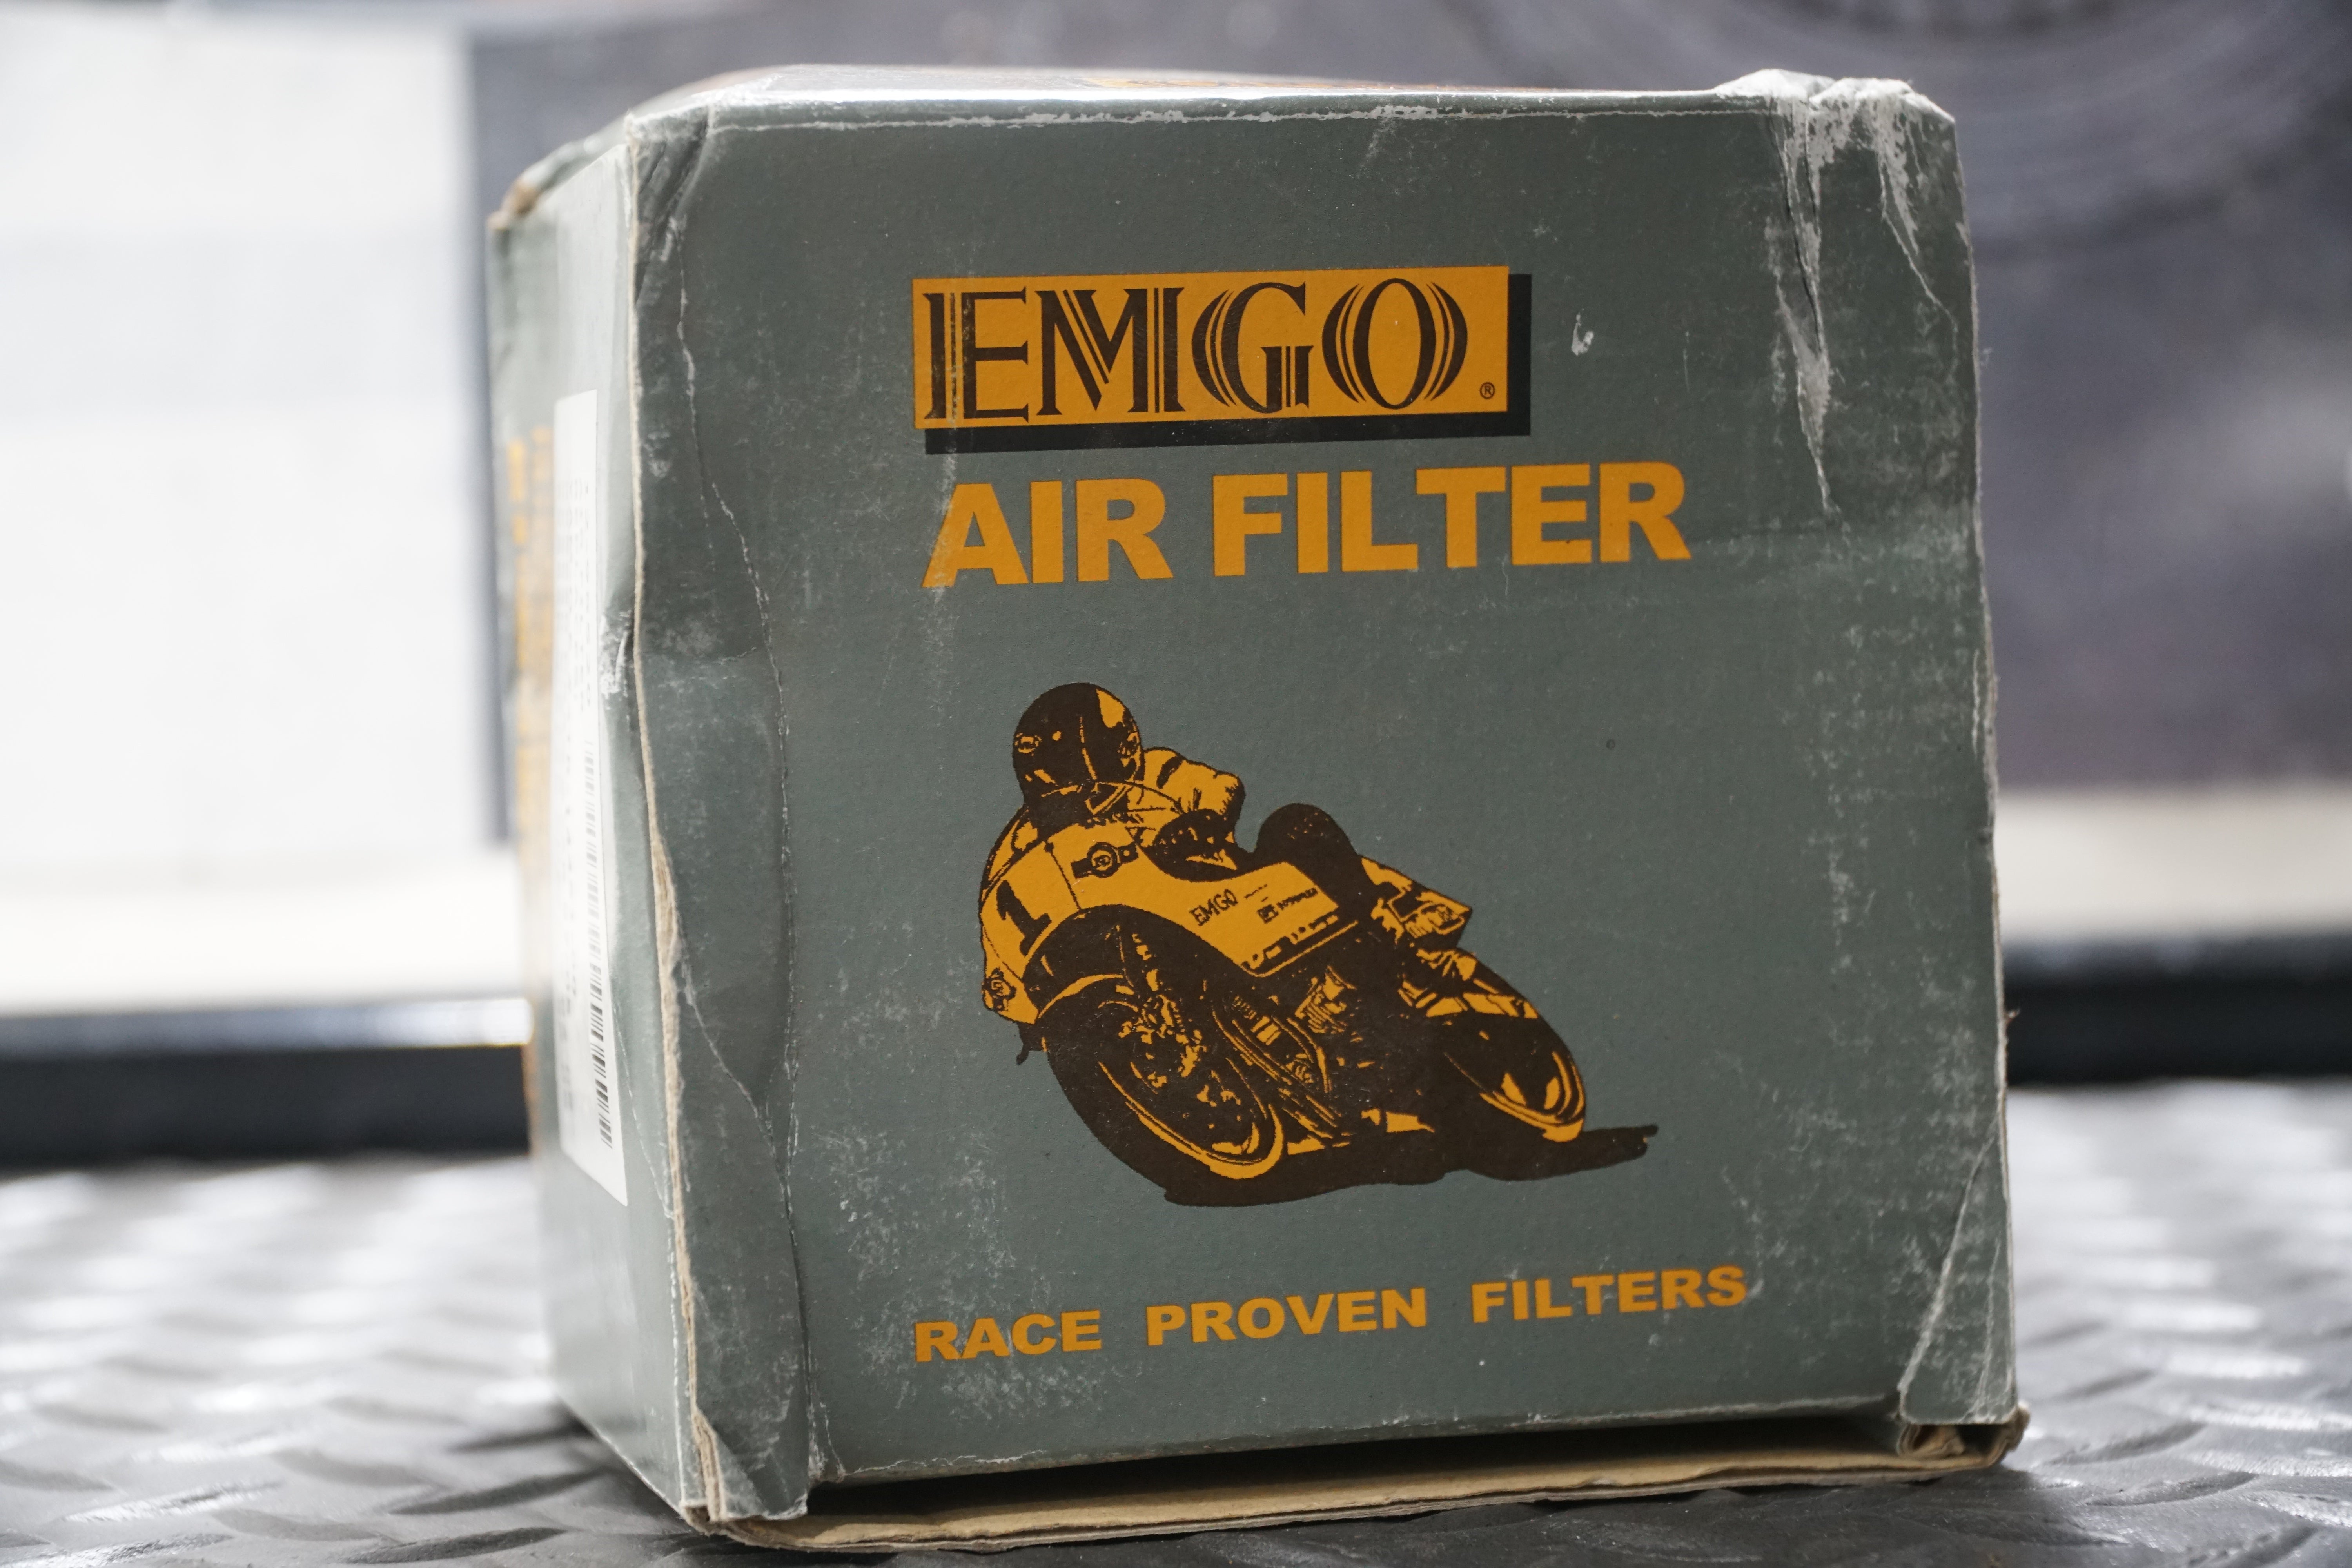 EMGO®
AIR FILTER
1
EMGO
RACE PROVEN FILTERS